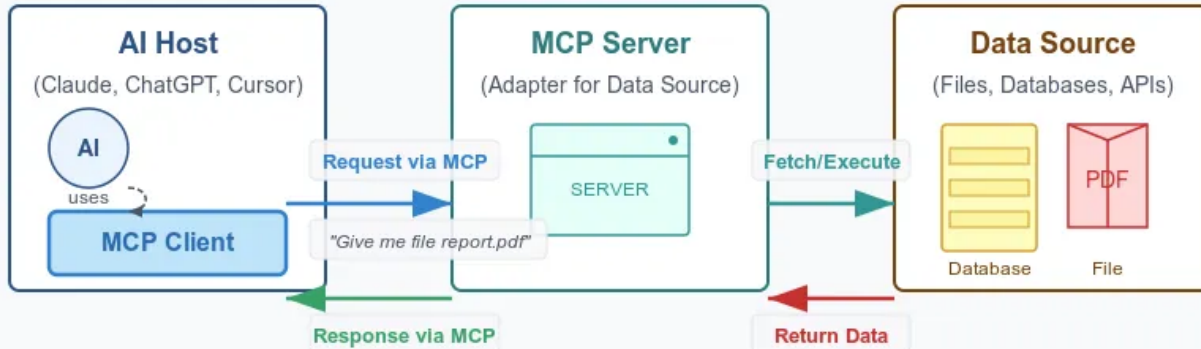 AI Host
(Claude, ChatGPT, Cursor)
AI
uses
MCP Client
Request via MCP
"Give me file report.pdf"
Response via MCP
MCP Server
(Adapter for Data Source)
SERVER
Fetch/Execute
Return Data
Data Source
(Files, Databases, APIs)
PDF
Database
File